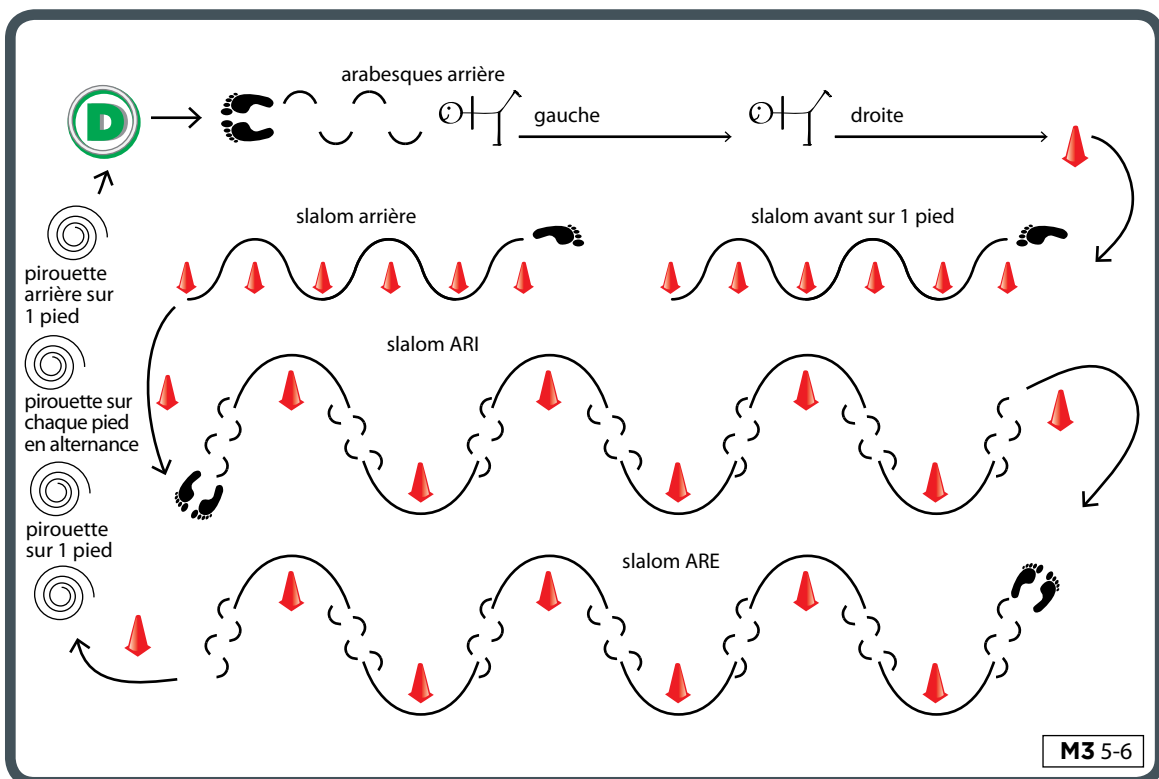 arabesques arrière
D
gauche
droite
slalom arrière
slalom avant sur 1 pied
pirouette
arrière sur
1 pied
slalom ARI
pirouette sur
chaque pied
en alternance
pirouette
sur 1 pied
slalom ARE
M3 5-6